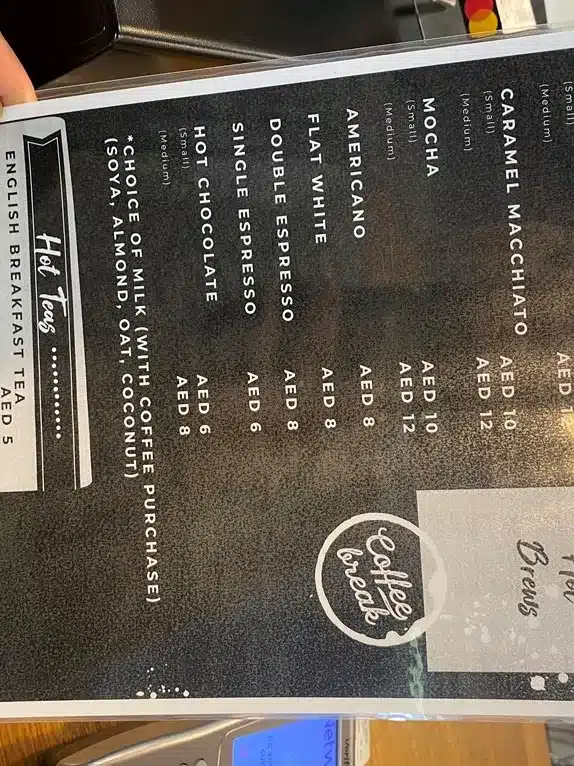 (Small)
(Medium)
AED
CARAMEL MACCHIATO
(Small) AED 10
(Medium) AED 12
MOCHA
(Small) AED 10
(Medium) AED 12
AMERICANO AED 8
FLAT WHITE AED 8
DOUBLE ESPRESSO AED 8
SINGLE ESPRESSO AED 6
HOT CHOCOLATE
(Small) AED 6
(Medium) AED 8
*CHOICE OF MILK (WITH COFFEE PURCHASE)
(SOYA, ALMOND, OAT, COCONUT)
Hot Teas
ENGLISH BREAKFAST TEA
AED 5
Hot
Brews
Coffee
break